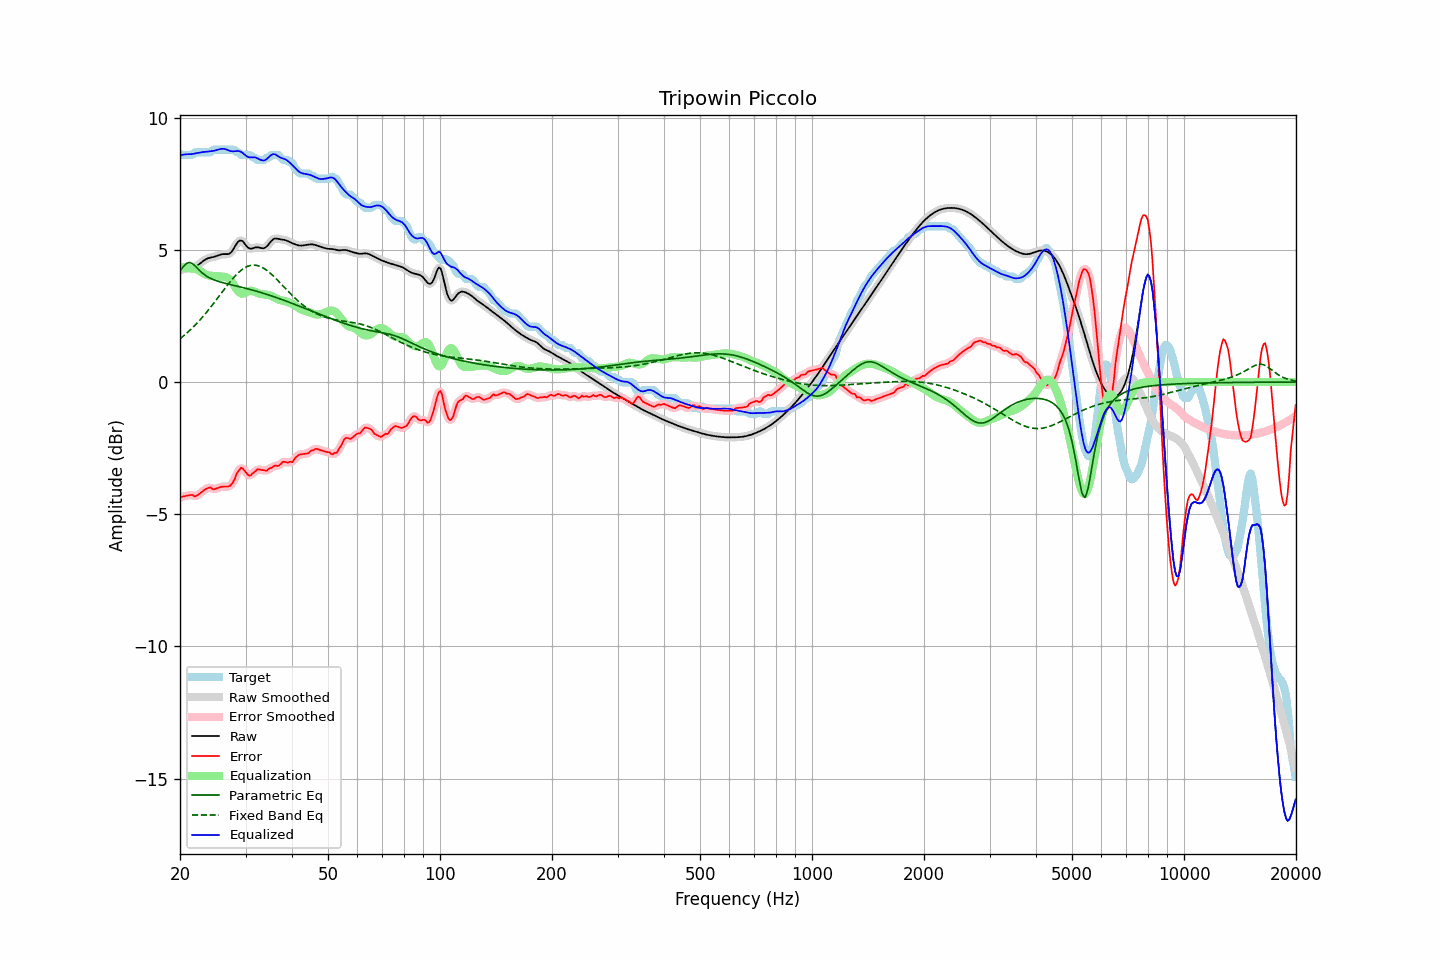 Tripowin Piccolo
Amplitude (dBr)
10
5
0
−5
−10
−15
Target
Raw Smoothed
Error Smoothed
Raw
Error
Equalization
Parametric Eq
Fixed Band Eq
Equalized
20 50 100 200 500 1000 2000 5000 10000 20000
Frequency (Hz)